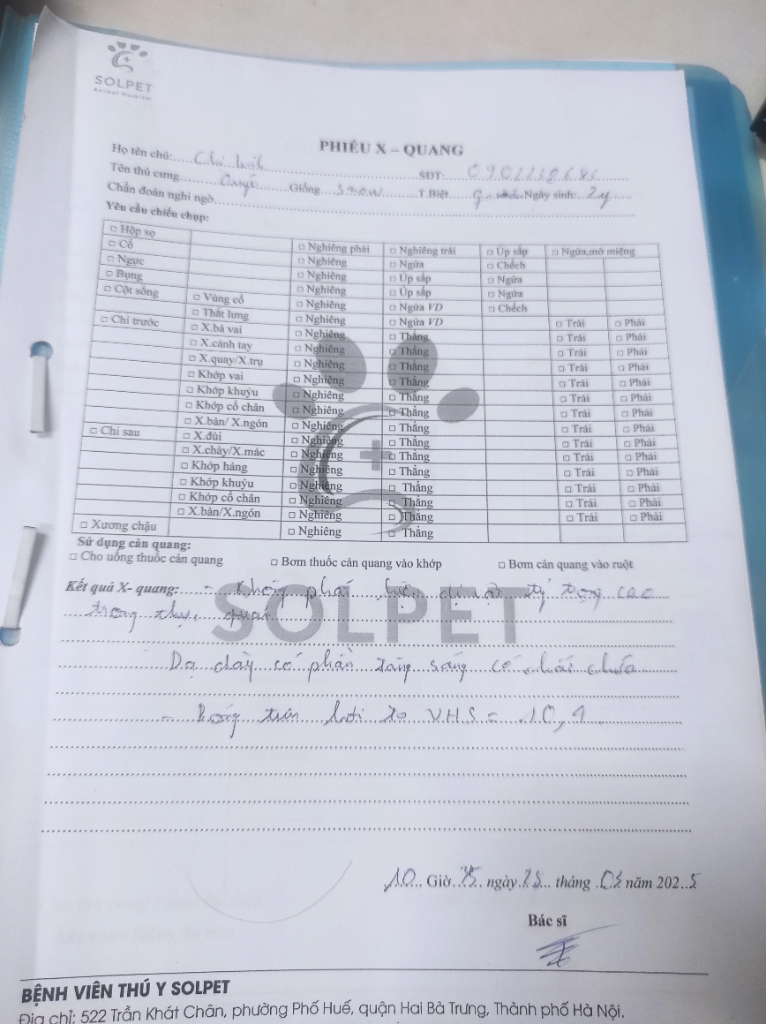 SOLPET
Animal Hospital
PHIẾU X – QUANG
Họ tên chủ: Chị SĐT:
Tên thú cưng Giống T.Biệt Ngày sinh: 2y
Chẩn đoán nghi ngờ
Yêu cầu chiếu chụp:
□ Hộp sọ □ Nghiêng phải □ Nghiêng trái □ Úp sấp □ Ngửa, mở miệng
□ Cổ □ Nghiêng □ Ngửa □ Chếch
□ Ngực □ Nghiêng □ Úp sấp □ Ngửa
□ Bụng □ Nghiêng □ Úp sấp □ Ngửa
□ Cột sống □ Vùng cổ □ Nghiêng □ Ngửa VD □ Chếch
□ Thắt lưng □ Nghiêng □ Ngửa VD
□ Chi trước □ X.bả vai □ Nghiêng □ Thẳng □ Trái □ Phải
□ X.cánh tay □ Nghiêng □ Thẳng □ Trái □ Phải
□ X.quay/X.trụ □ Nghiêng □ Thẳng □ Trái □ Phải
□ Khớp vai □ Nghiêng □ Thẳng □ Trái □ Phải
□ Khớp khuỷu □ Nghiêng □ Thẳng □ Trái □ Phải
□ Khớp cổ chân □ Nghiêng □ Thẳng □ Trái □ Phải
□ X.bàn/ X.ngón □ Nghiêng □ Thẳng □ Trái □ Phải
□ Chi sau □ X.đùi □ Nghiêng □ Thẳng □ Trái □ Phải
□ X.chày/X.mác □ Nghiêng □ Thẳng □ Trái □ Phải
□ Khớp háng □ Nghiêng □ Thẳng □ Trái □ Phải
□ Khớp khuỷu □ Nghiêng □ Thẳng □ Trái □ Phải
□ Khớp cổ chân □ Nghiêng □ Thẳng □ Trái □ Phải
□ X.bàn/X.ngón □ Nghiêng □ Thẳng □ Trái □ Phải
□ Xương chậu □ Nghiêng □ Thẳng
Sử dụng cản quang:
□ Cho uống thuốc cản quang □ Bơm thuốc cản quang vào khớp □ Bơm cản quang vào ruột
Kết quả X- quang: - Không phát hiện dị vật tỷ trọng cao
trong thực quản
SOLPET
Dạ dày có phần tăng sáng có chất chứa
- Bóng tim hơi to VHS = 10,4
10 Giờ 35 ngày 28 tháng 03 năm 2025
Bác sĩ
BỆNH VIỆN THÚ Y SOLPET
Địa chỉ: 522 Trần Khát Chân, phường Phố Huế, quận Hai Bà Trưng, Thành phố Hà Nội.